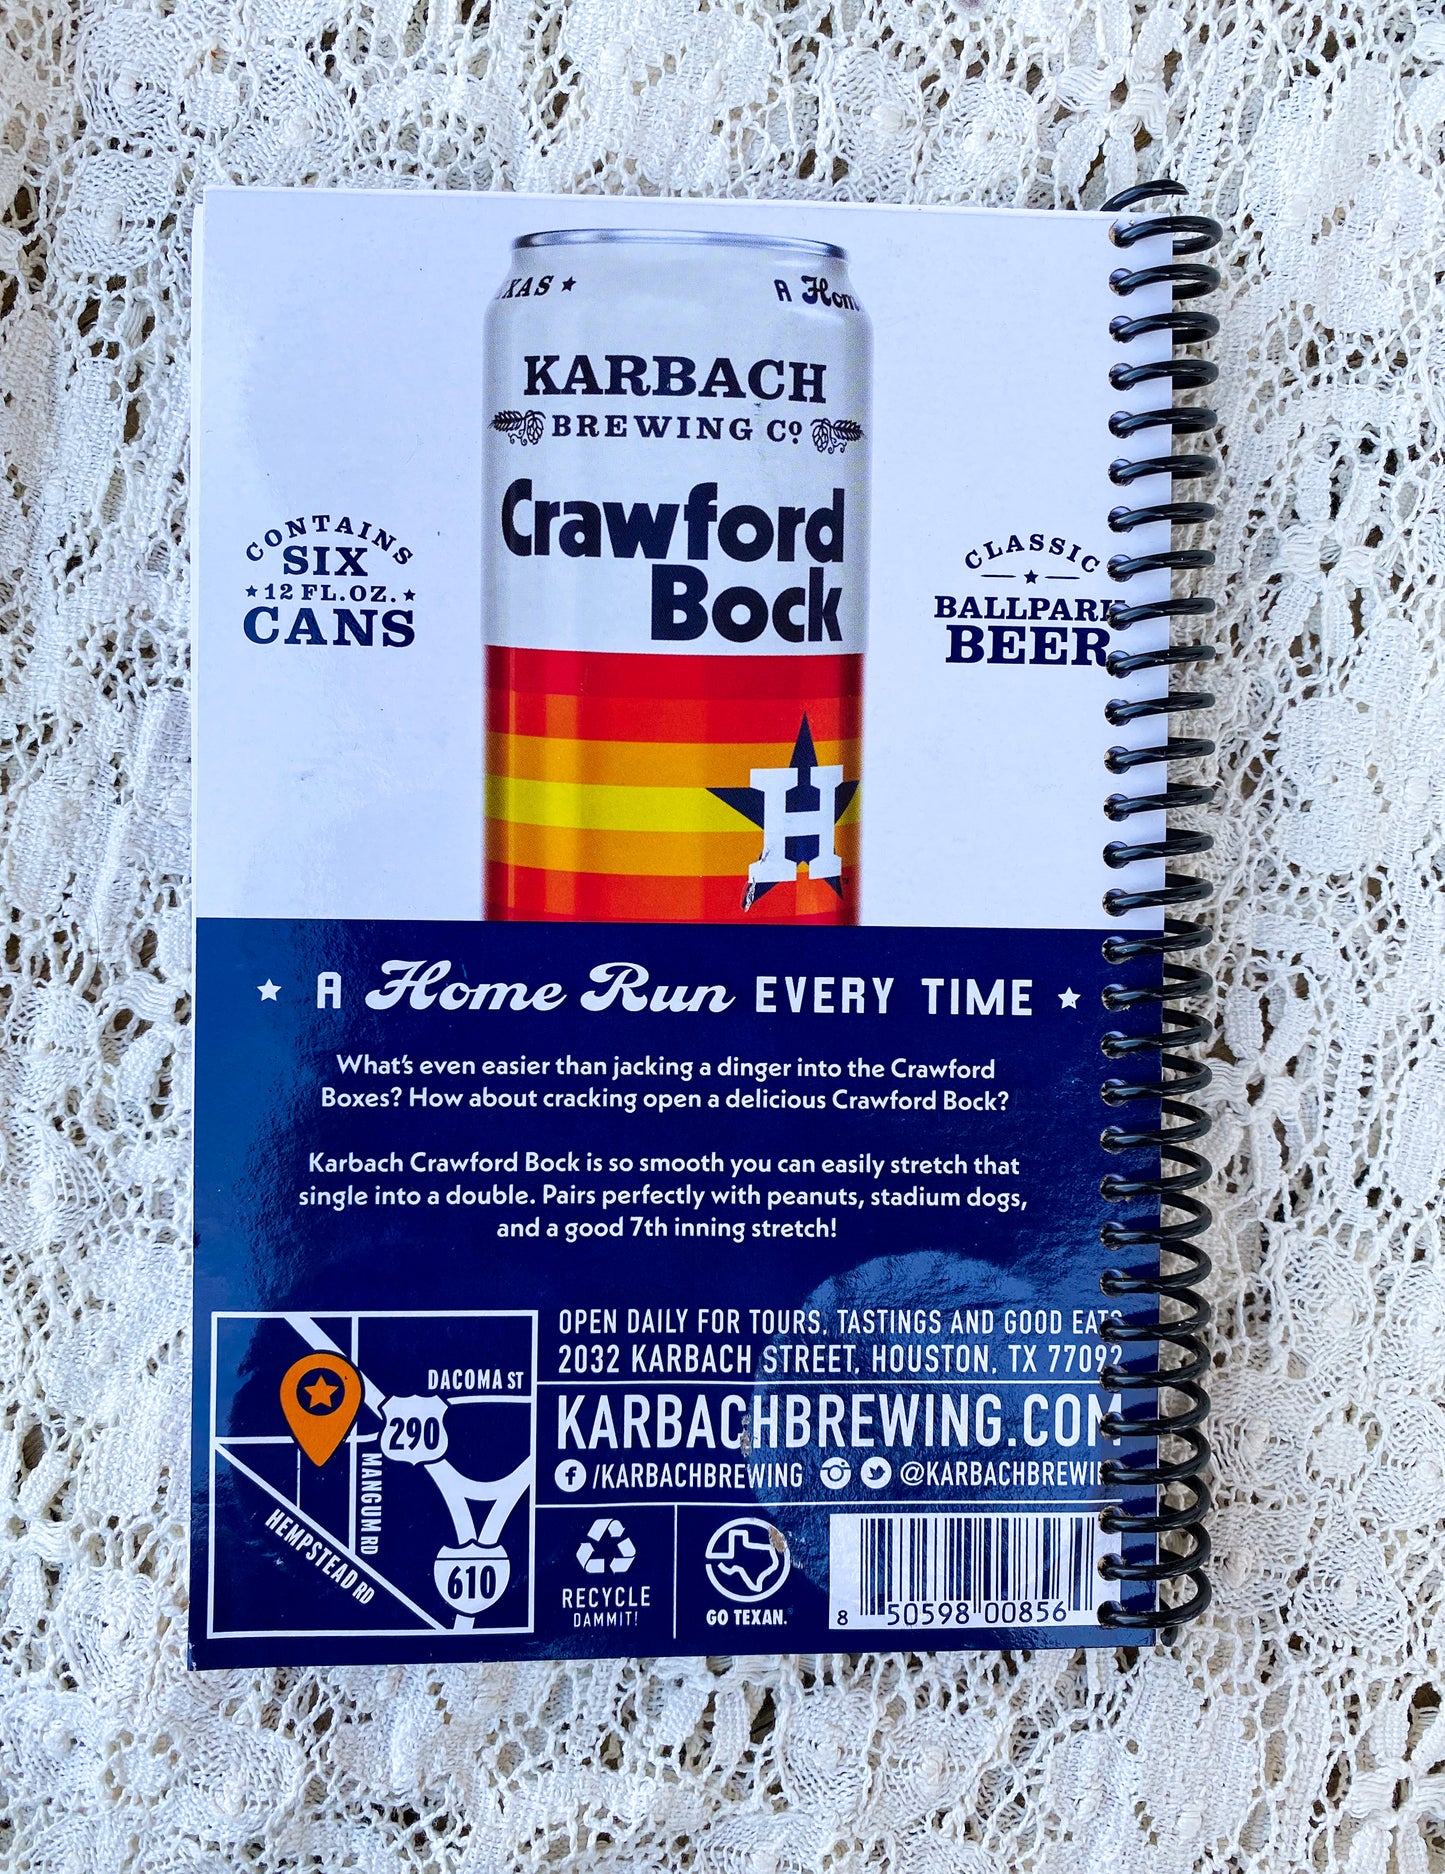 XAS ★ A Hom
KARBACH
BREWING Cº
Crawford
Bock
H
CONTAINS
SIX
★ 12 FL.OZ. ★
CANS
CLASSIC
★
BALLPARK
BEER
★ A Home Run EVERY TIME ★
What's even easier than jacking a dinger into the Crawford
Boxes? How about cracking open a delicious Crawford Bock?
Karbach Crawford Bock is so smooth you can easily stretch that
single into a double. Pairs perfectly with peanuts, stadium dogs,
and a good 7th inning stretch!
DACOMA ST
290
MANGUM RD
HEMPSTEAD RD
610
OPEN DAILY FOR TOURS, TASTINGS AND GOOD EATS
2032 KARBACH STREET, HOUSTON, TX 77092
KARBACHBREWING.COM
f /KARBACHBREWING @KARBACHBREWIN
RECYCLE
DAMMIT!
GO TEXAN.®
8 50598 00856